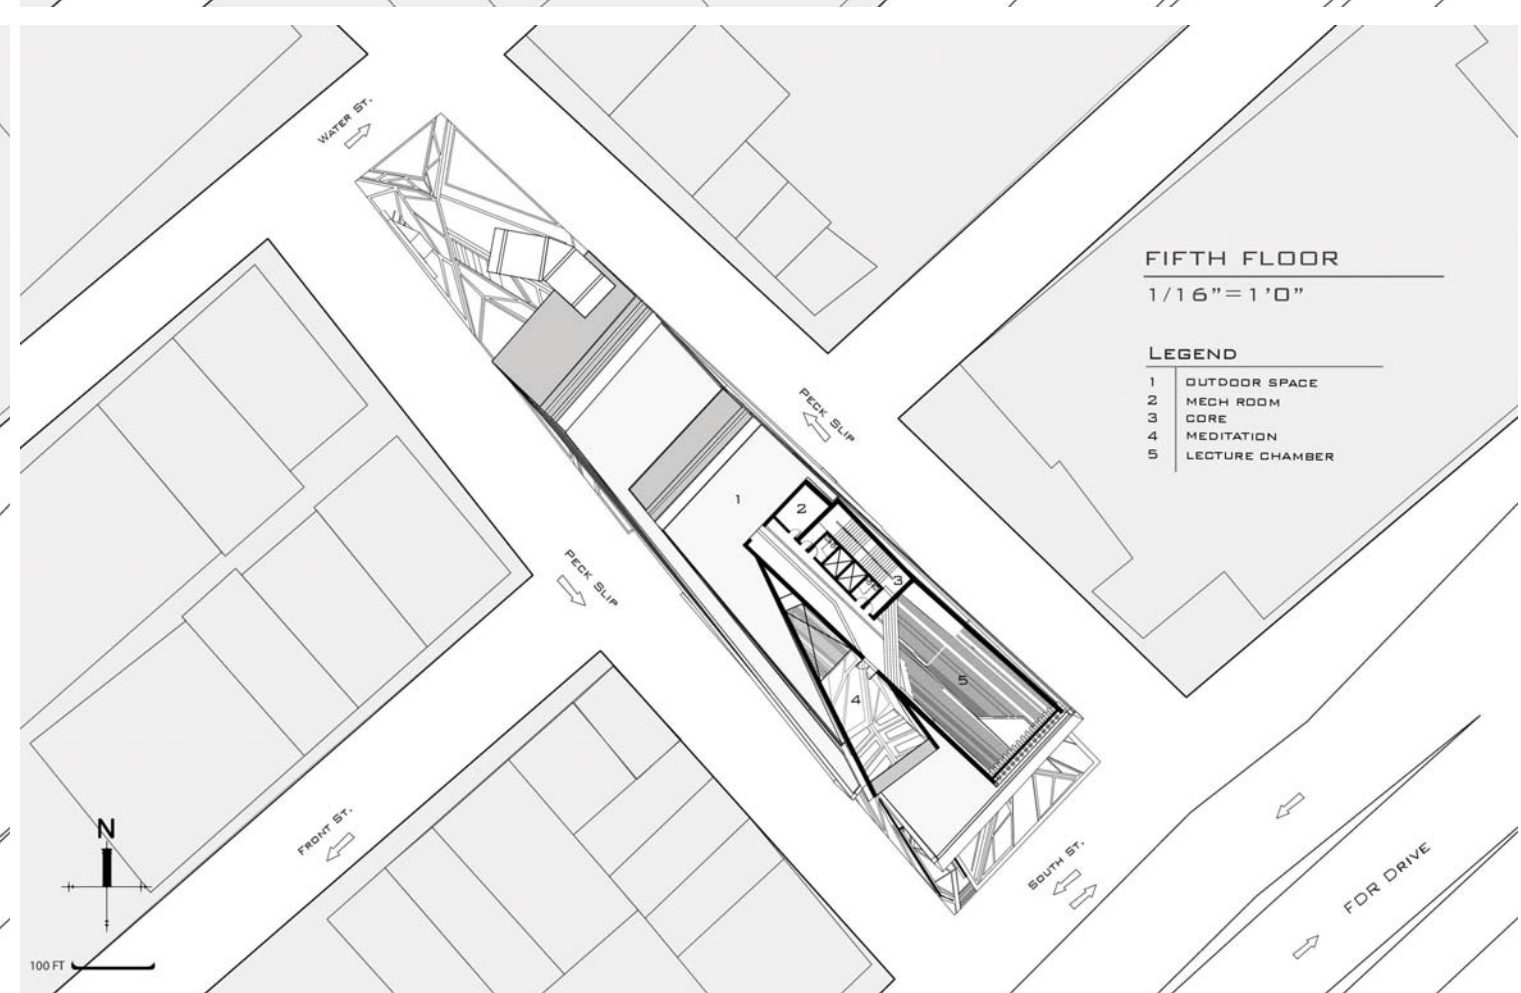 WATER ST.
FIFTH FLOOR
1/16"=1'0"
LEGEND
1 OUTDOOR SPACE
2 MECH ROOM
3 CORE
4 MEDITATION
5 LECTURE CHAMBER
PECK SLIP
1
2
3
PECK SLIP
5
4
N
FRONT ST.
SOUTH ST.
FDR DRIVE
100 FT